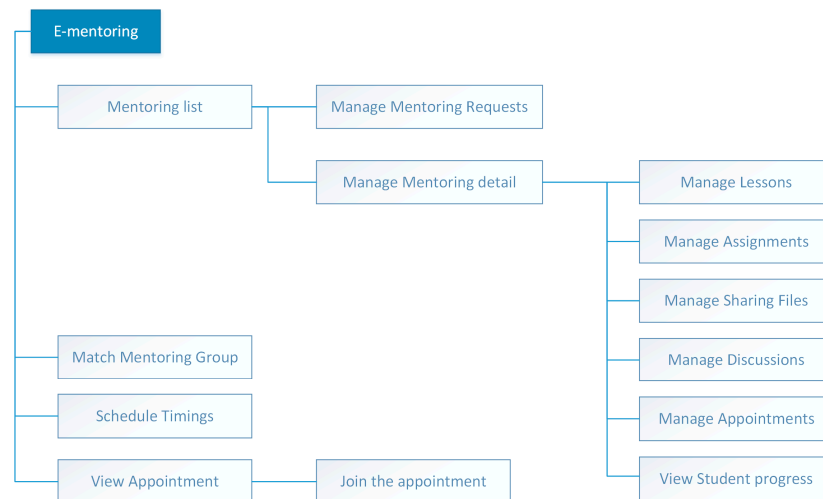 E-mentoring
Mentoring list
Manage Mentoring Requests
Manage Mentoring detail
Manage Lessons
Manage Assignments
Manage Sharing Files
Manage Discussions
Manage Appointments
View Student progress
Match Mentoring Group
Schedule Timings
View Appointment
Join the appointment